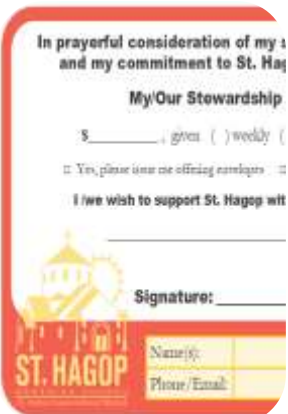 In prayerful consideration of my
and my commitment to St. Hag
My/Our Stewardship
$________, given ( ) weekly (
□ Yes, please issue me offering envelopes □
I /we wish to support St. Hagop wit
Signature:
ST. HAGOP
Name(s):
Phone/Email: